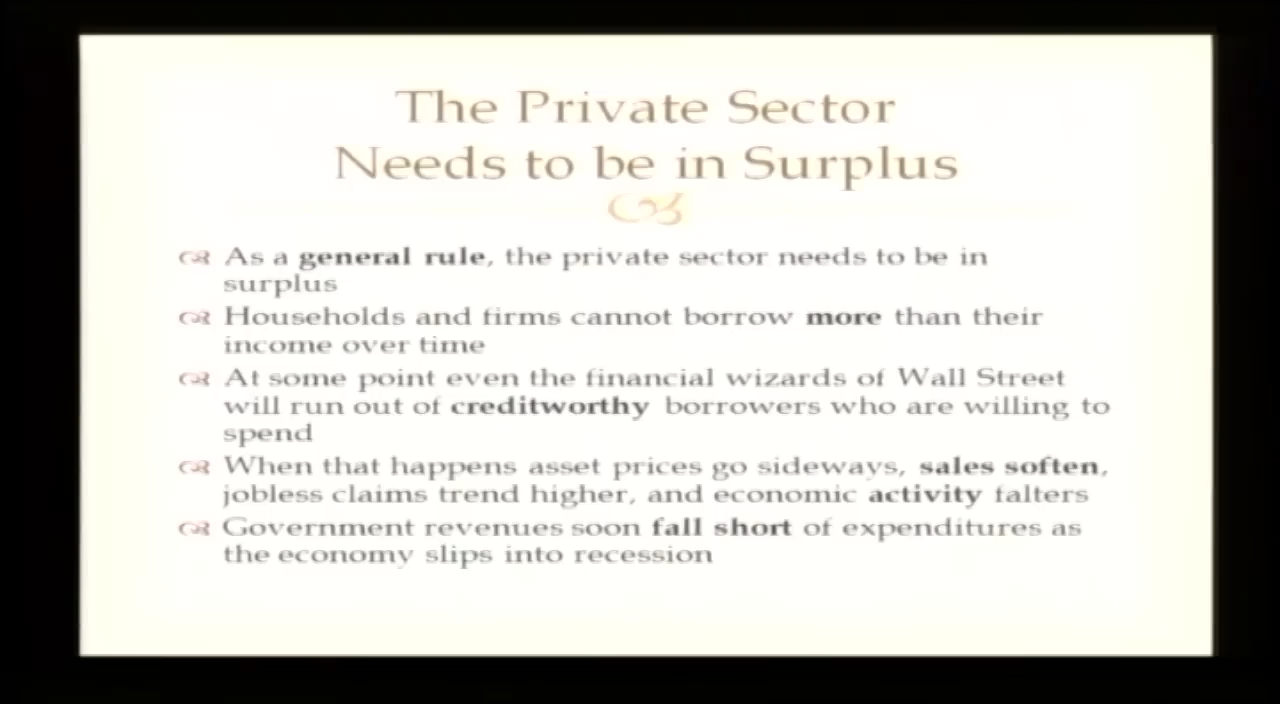 The Private Sector
Needs to be in Surplus
As a general rule, the private sector needs to be in
surplus
Households and firms cannot borrow more than their
income over time
At some point even the financial wizards of Wall Street
will run out of creditworthy borrowers who are willing to
spend
When that happens asset prices go sideways, sales soften,
jobless claims trend higher, and economic activity falters
Government revenues soon fall short of expenditures as
the economy slips into recession